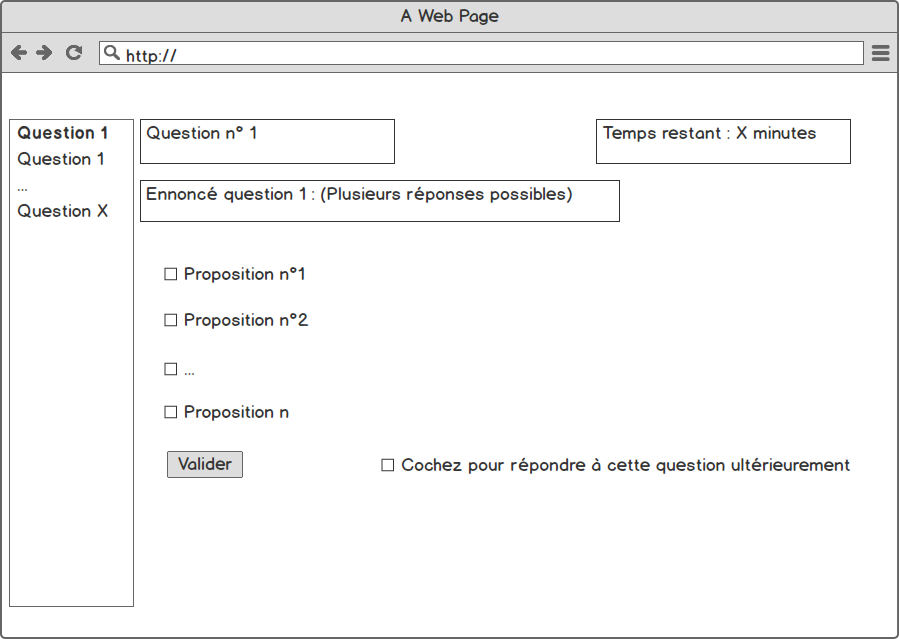 A Web Page
http://
Question 1
Question 1
...
Question X
Question n° 1
Temps restant : X minutes
Ennoncé question 1 : (Plusieurs réponses possibles)
Proposition n°1
Proposition n°2
...
Proposition n
Valider
Cochez pour répondre à cette question ultérieurement